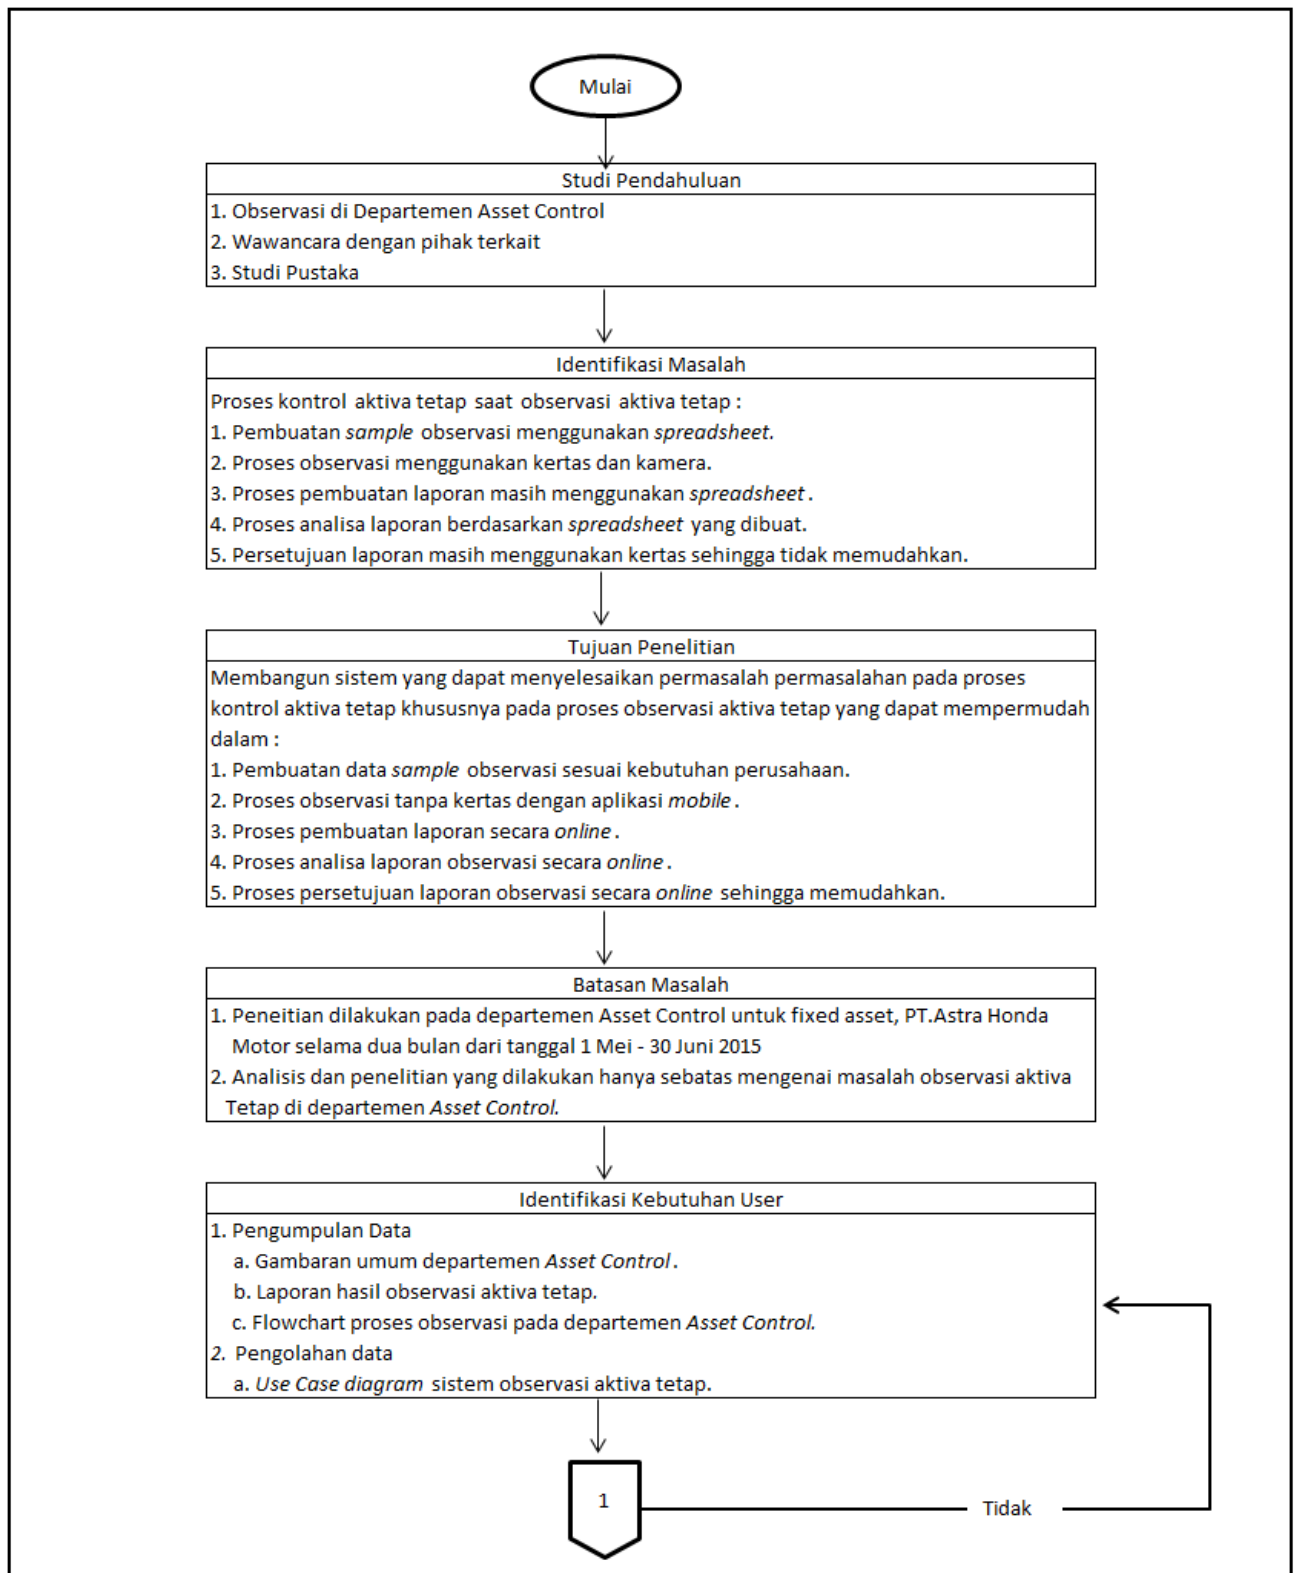 Mulai
Studi Pendahuluan
1. Observasi di Departemen Asset Control
2. Wawancara dengan pihak terkait
3. Studi Pustaka
Identifikasi Masalah
Proses kontrol aktiva tetap saat observasi aktiva tetap :
1. Pembuatan sample observasi menggunakan spreadsheet.
2. Proses observasi menggunakan kertas dan kamera.
3. Proses pembuatan laporan masih menggunakan spreadsheet.
4. Proses analisa laporan berdasarkan spreadsheet yang dibuat.
5. Persetujuan laporan masih menggunakan kertas sehingga tidak memudahkan.
Tujuan Penelitian
Membangun sistem yang dapat menyelesaikan permasalah permasalahan pada proses
kontrol aktiva tetap khususnya pada proses observasi aktiva tetap yang dapat mempermudah
dalam :
1. Pembuatan data sample observasi sesuai kebutuhan perusahaan.
2. Proses observasi tanpa kertas dengan aplikasi mobile.
3. Proses pembuatan laporan secara online.
4. Proses analisa laporan observasi secara online.
5. Proses persetujuan laporan observasi secara online sehingga memudahkan.
Batasan Masalah
1. Peneitian dilakukan pada departemen Asset Control untuk fixed asset, PT.Astra Honda
Motor selama dua bulan dari tanggal 1 Mei - 30 Juni 2015
2. Analisis dan penelitian yang dilakukan hanya sebatas mengenai masalah observasi aktiva
Tetap di departemen Asset Control.
Identifikasi Kebutuhan User
1. Pengumpulan Data
a. Gambaran umum departemen Asset Control.
b. Laporan hasil observasi aktiva tetap.
c. Flowchart proses observasi pada departemen Asset Control.
2. Pengolahan data
a. Use Case diagram sistem observasi aktiva tetap.
1
Tidak